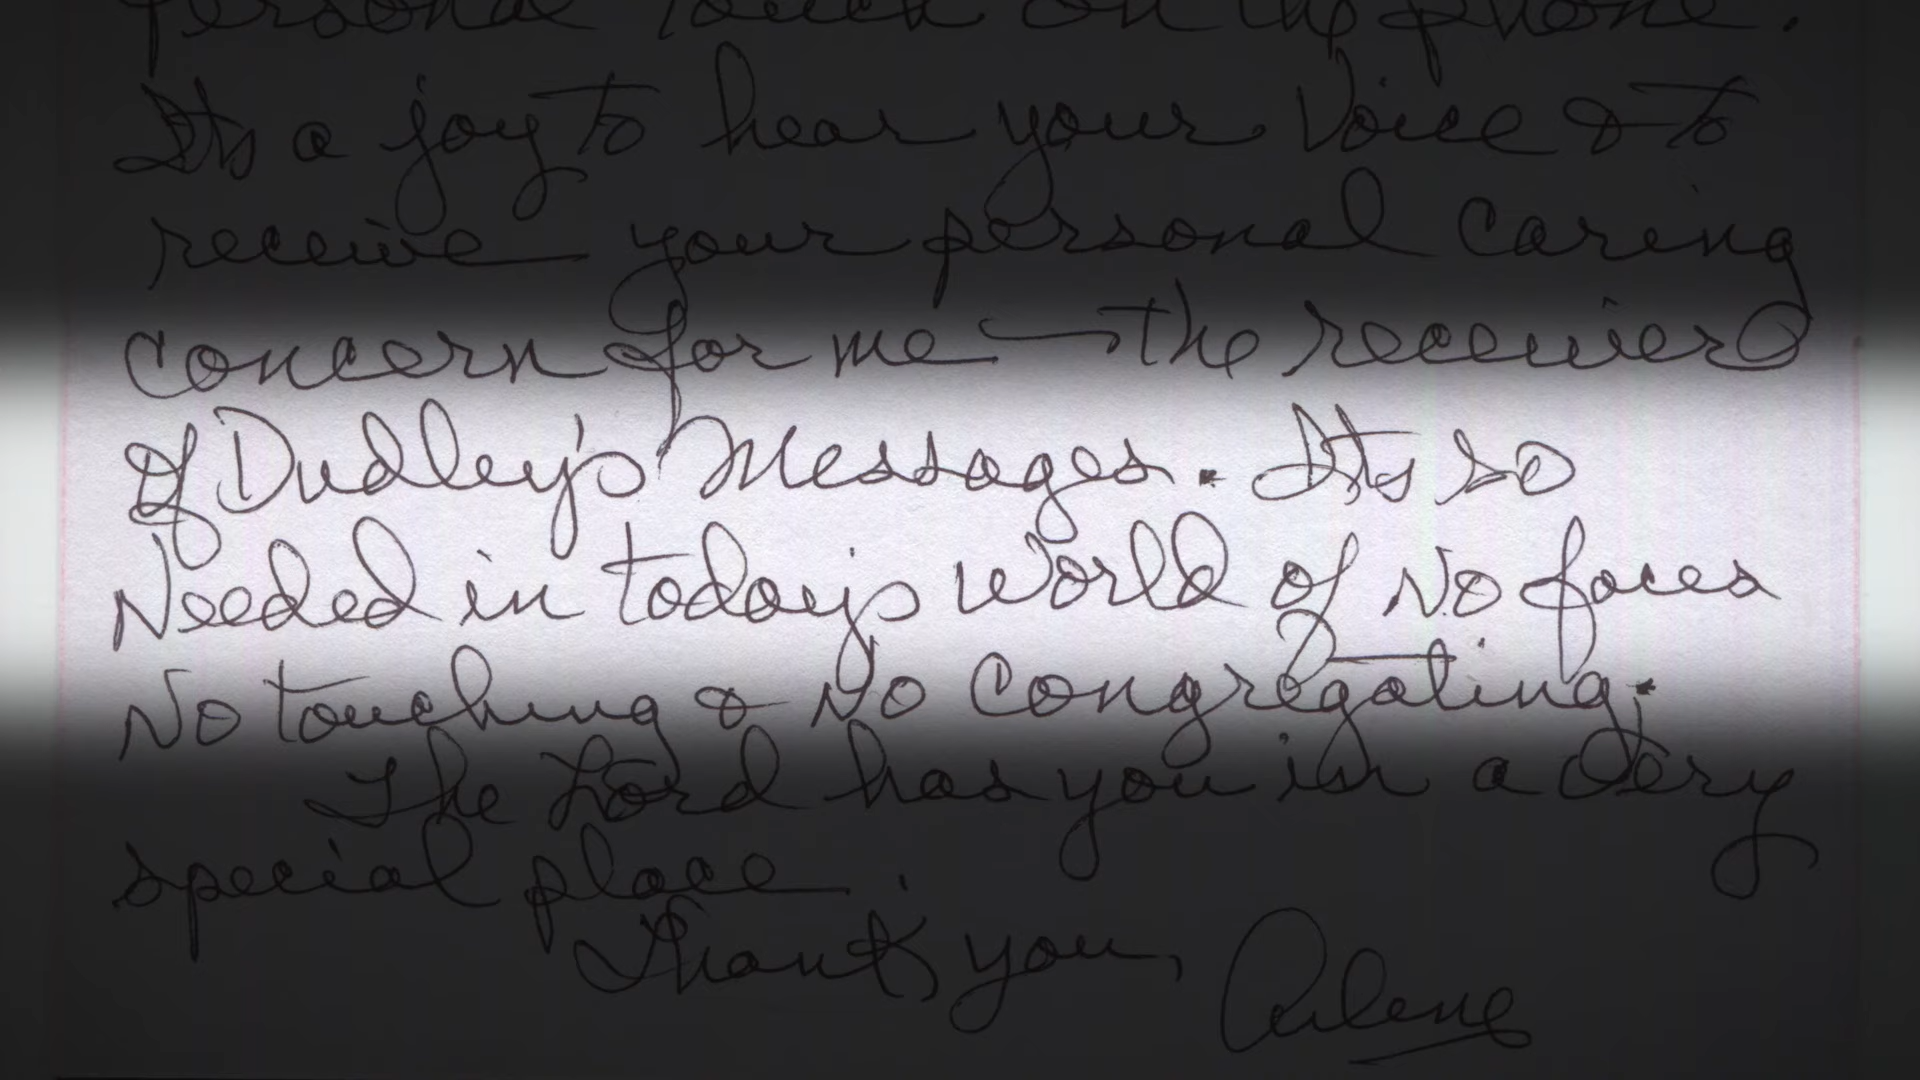 personal touch on the phone.
Its a joy to hear your Voice & to
receive your personal caring
concern for me — the receiver
of Dudley's Messages. Its so
Needed in today's World of No faces
No touching & No Congregating.
The Lord has you in a very
special place.
Thank you,
Arlene